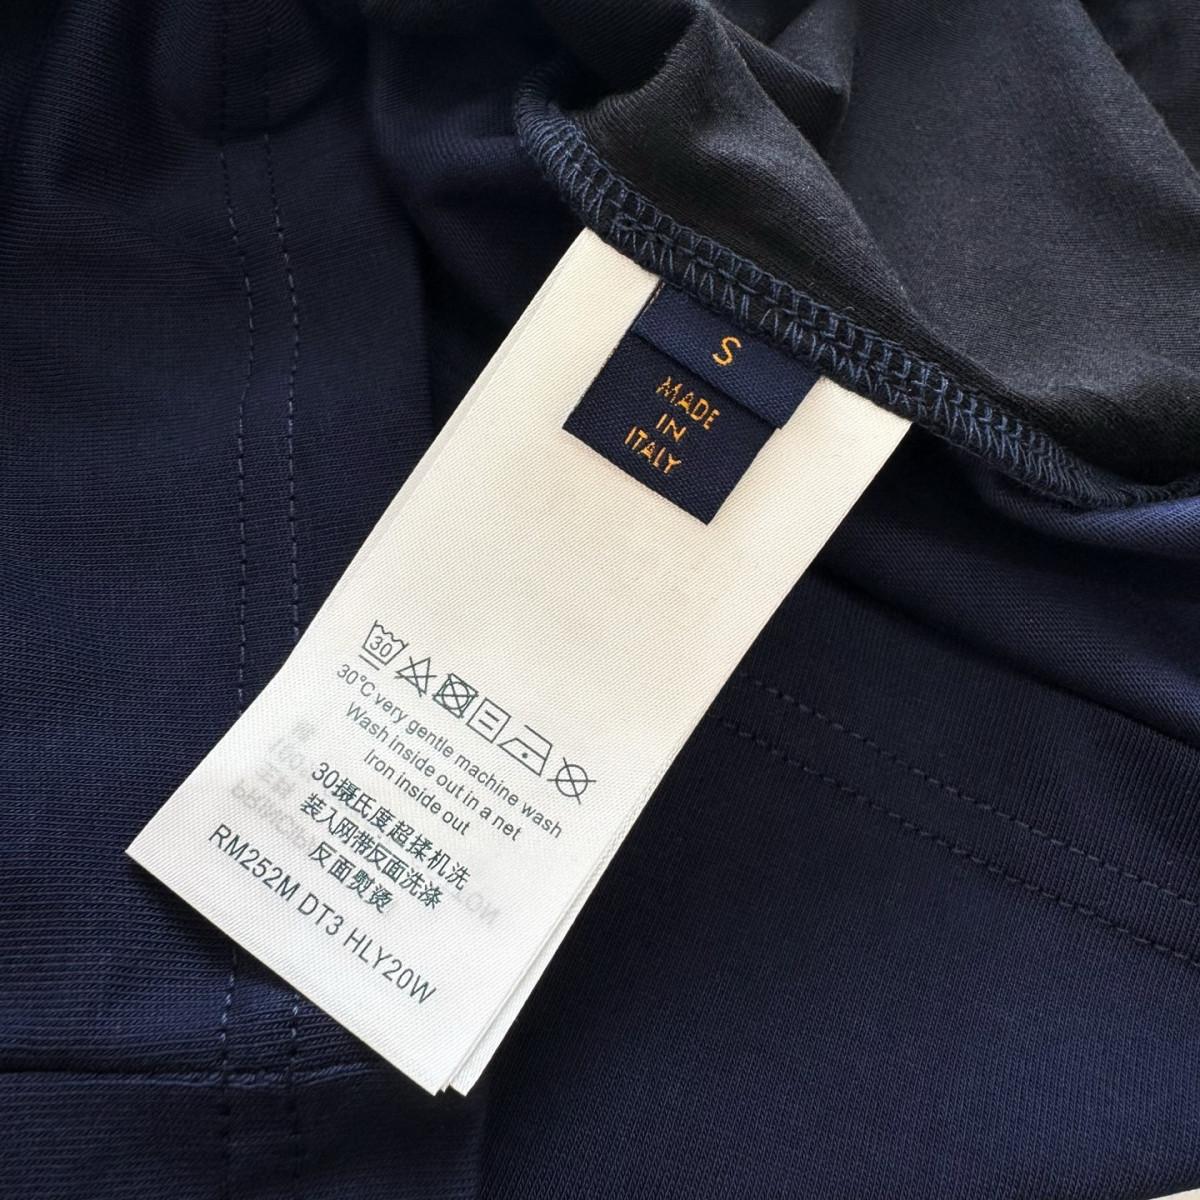 S
MADE
IN
ITALY
30
30°C very gentle machine wash
Wash inside out in a net
Iron inside out
30摄氏度超揉机洗
装入网带反面洗涤
反面熨烫
RM252M DT3 HLY20W